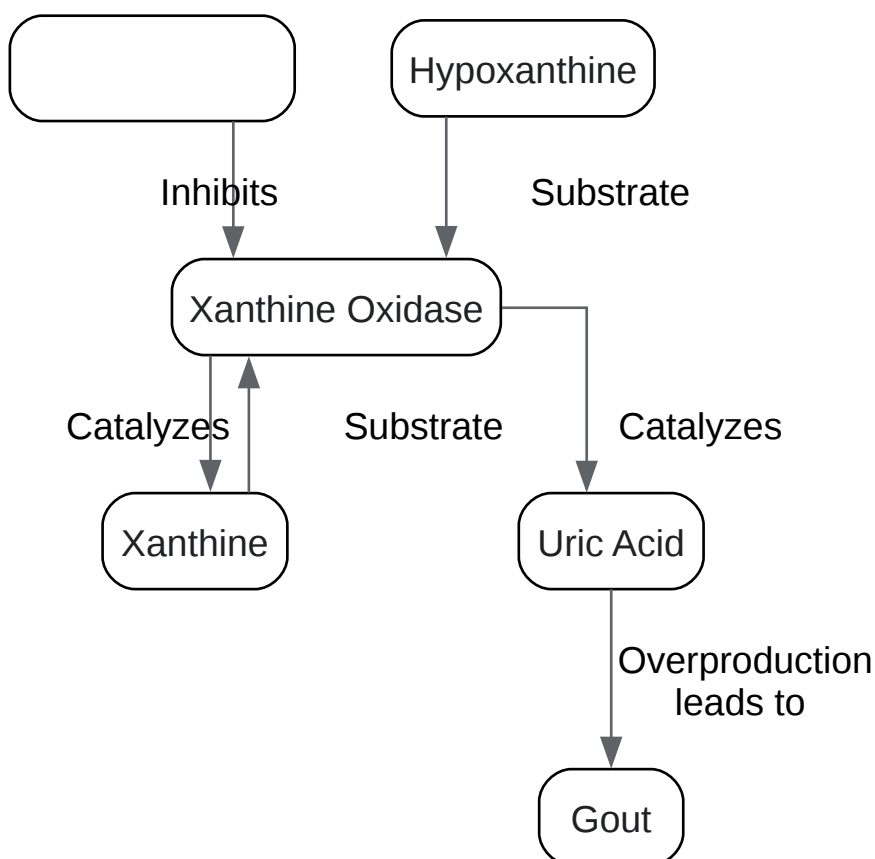 Hypoxanthine
Inhibits
Substrate
Xanthine Oxidase
Catalyzes
Substrate
Catalyzes
Xanthine
Uric Acid
Overproduction
leads to
Gout